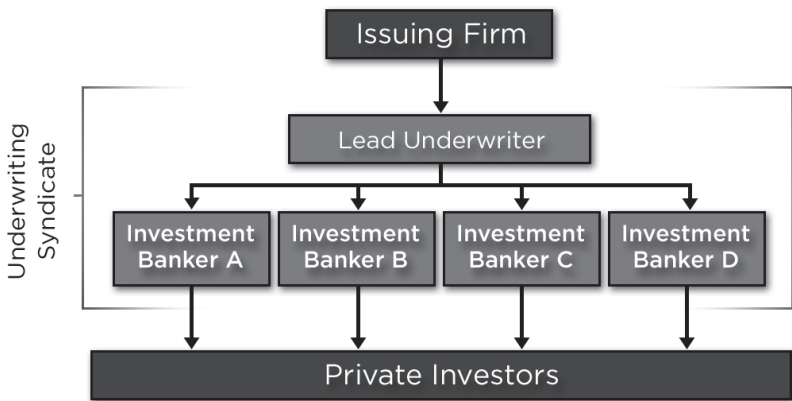 Issuing Firm
Underwriting
Syndicate
Lead Underwriter
Investment
Banker A
Investment
Banker B
Investment
Banker C
Investment
Banker D
Private Investors